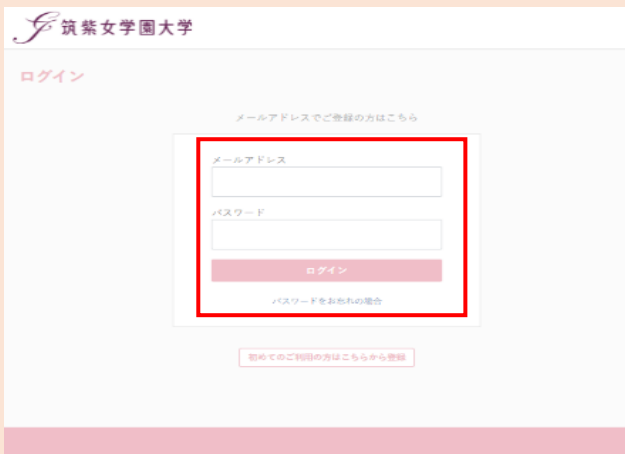 筑紫女学園大学
ログイン
メールアドレスでご登録の方はこちら
メールアドレス
パスワード
ログイン
パスワードをお忘れの場合
初めてのご利用の方はこちらから登録